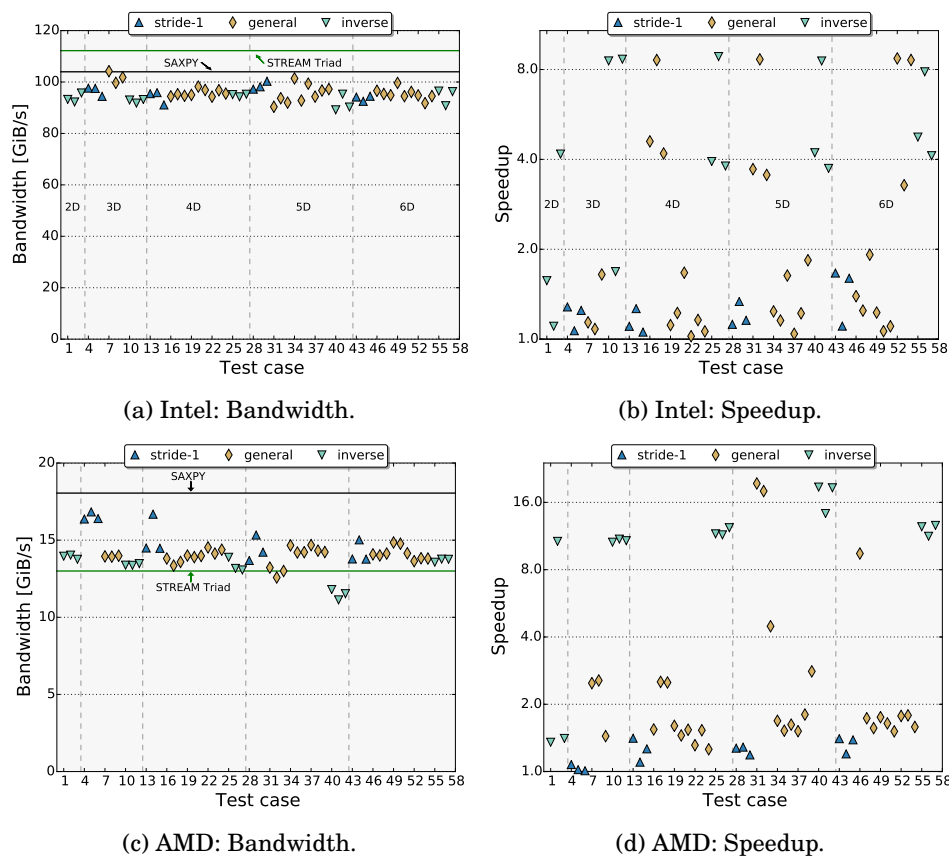 stride-1 general inverse
120
100
80
60
40
20
0
Bandwidth [GiB/s]
SAXPY
STREAM Triad
2D 3D 4D 5D 6D
1 4 7 10 13 16 19 22 25 28 31 34 37 40 43 46 49 52 55 58
Test case
(a) Intel: Bandwidth.
stride-1 general inverse
8.0
4.0
2.0
1.0
Speedup
2D 3D 4D 5D 6D
1 4 7 10 13 16 19 22 25 28 31 34 37 40 43 46 49 52 55 58
Test case
(b) Intel: Speedup.
stride-1 general inverse
20
15
10
5
0
Bandwidth [GiB/s]
SAXPY
STREAM Triad
1 4 7 10 13 16 19 22 25 28 31 34 37 40 43 46 49 52 55 58
Test case
(c) AMD: Bandwidth.
stride-1 general inverse
16.0
8.0
4.0
2.0
1.0
Speedup
1 4 7 10 13 16 19 22 25 28 31 34 37 40 43 46 49 52 55 58
Test case
(d) AMD: Speedup.